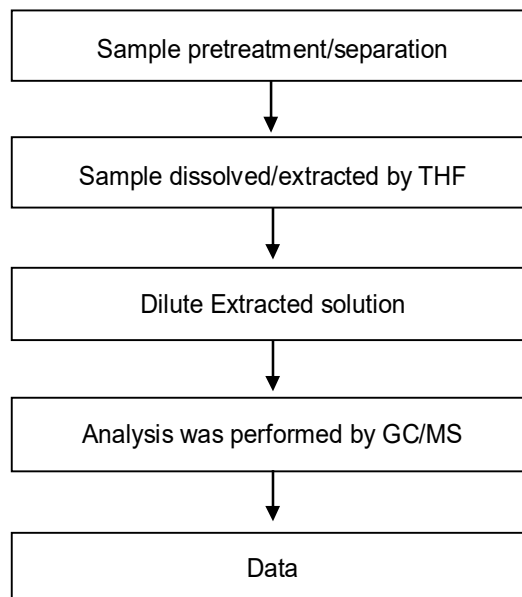 Sample pretreatment/separation
Sample dissolved/extracted by THF
Dilute Extracted solution
Analysis was performed by GC/MS
Data